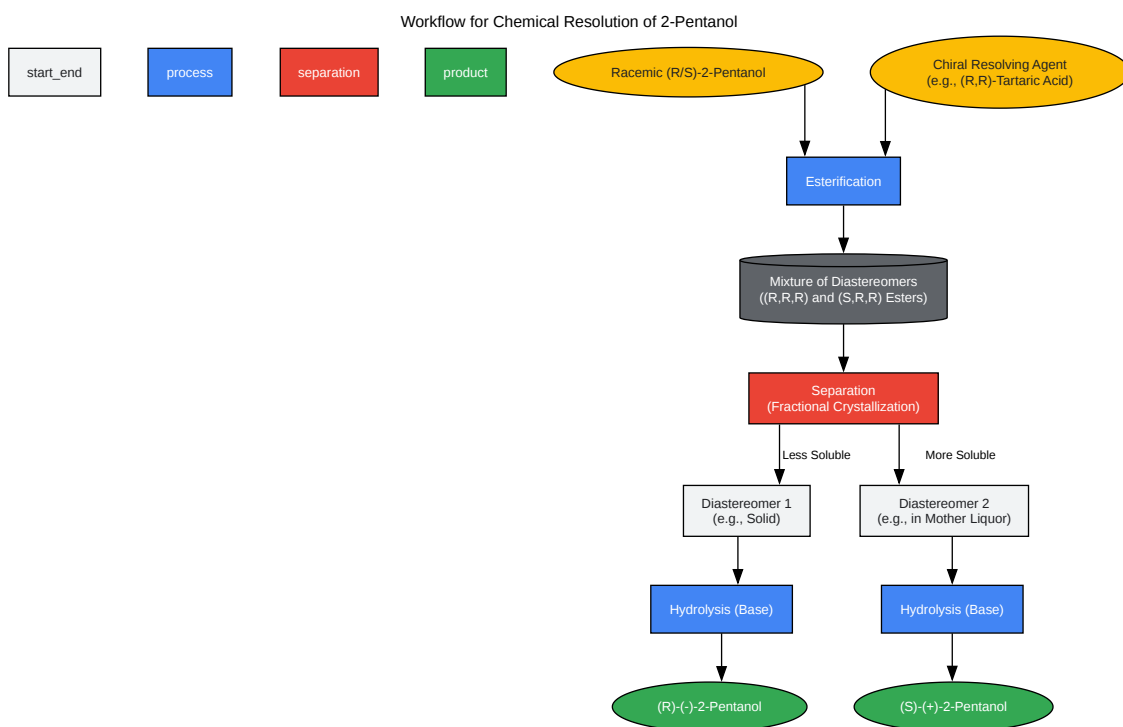 Workflow for Chemical Resolution of 2-Pentanol
start_end
process
separation
product
Racemic (R/S)-2-Pentanol
Chiral Resolving Agent
(e.g., (R,R)-Tartaric Acid)
Esterification
Mixture of Diastereomers
((R,R,R) and (S,R,R) Esters)
Separation
(Fractional Crystallization)
Less Soluble
More Soluble
Diastereomer 1
(e.g., Solid)
Diastereomer 2
(e.g., in Mother Liquor)
Hydrolysis (Base)
Hydrolysis (Base)
(R)-(-)-2-Pentanol
(S)-(+)-2-Pentanol